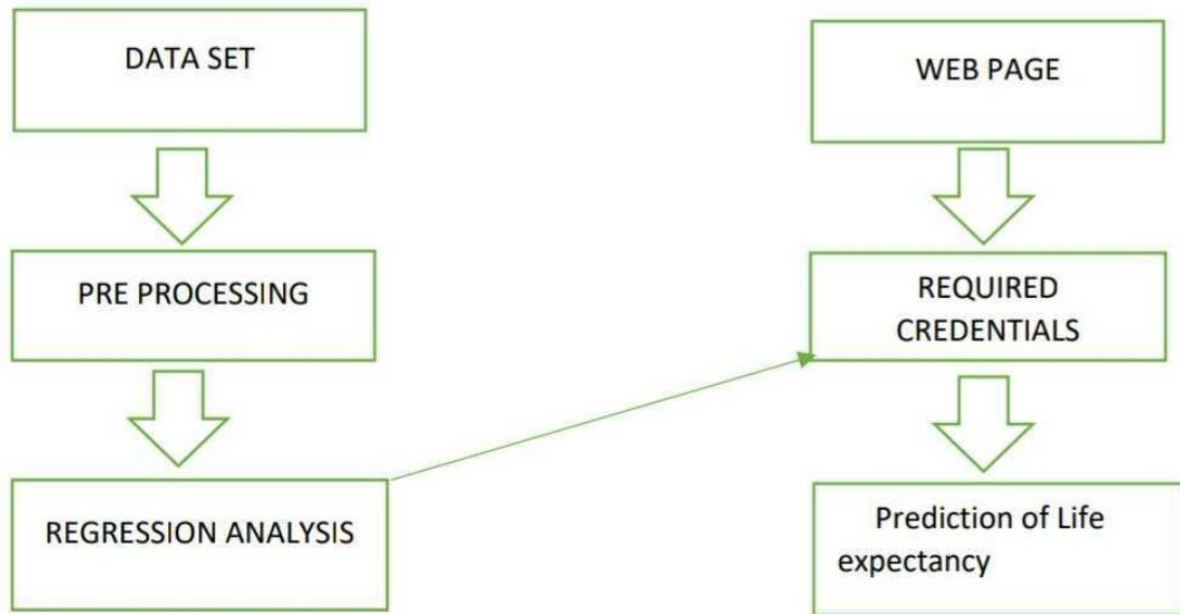 DATA SET
PRE PROCESSING
REGRESSION ANALYSIS
WEB PAGE
REQUIRED
CREDENTIALS
Prediction of Life
expectancy